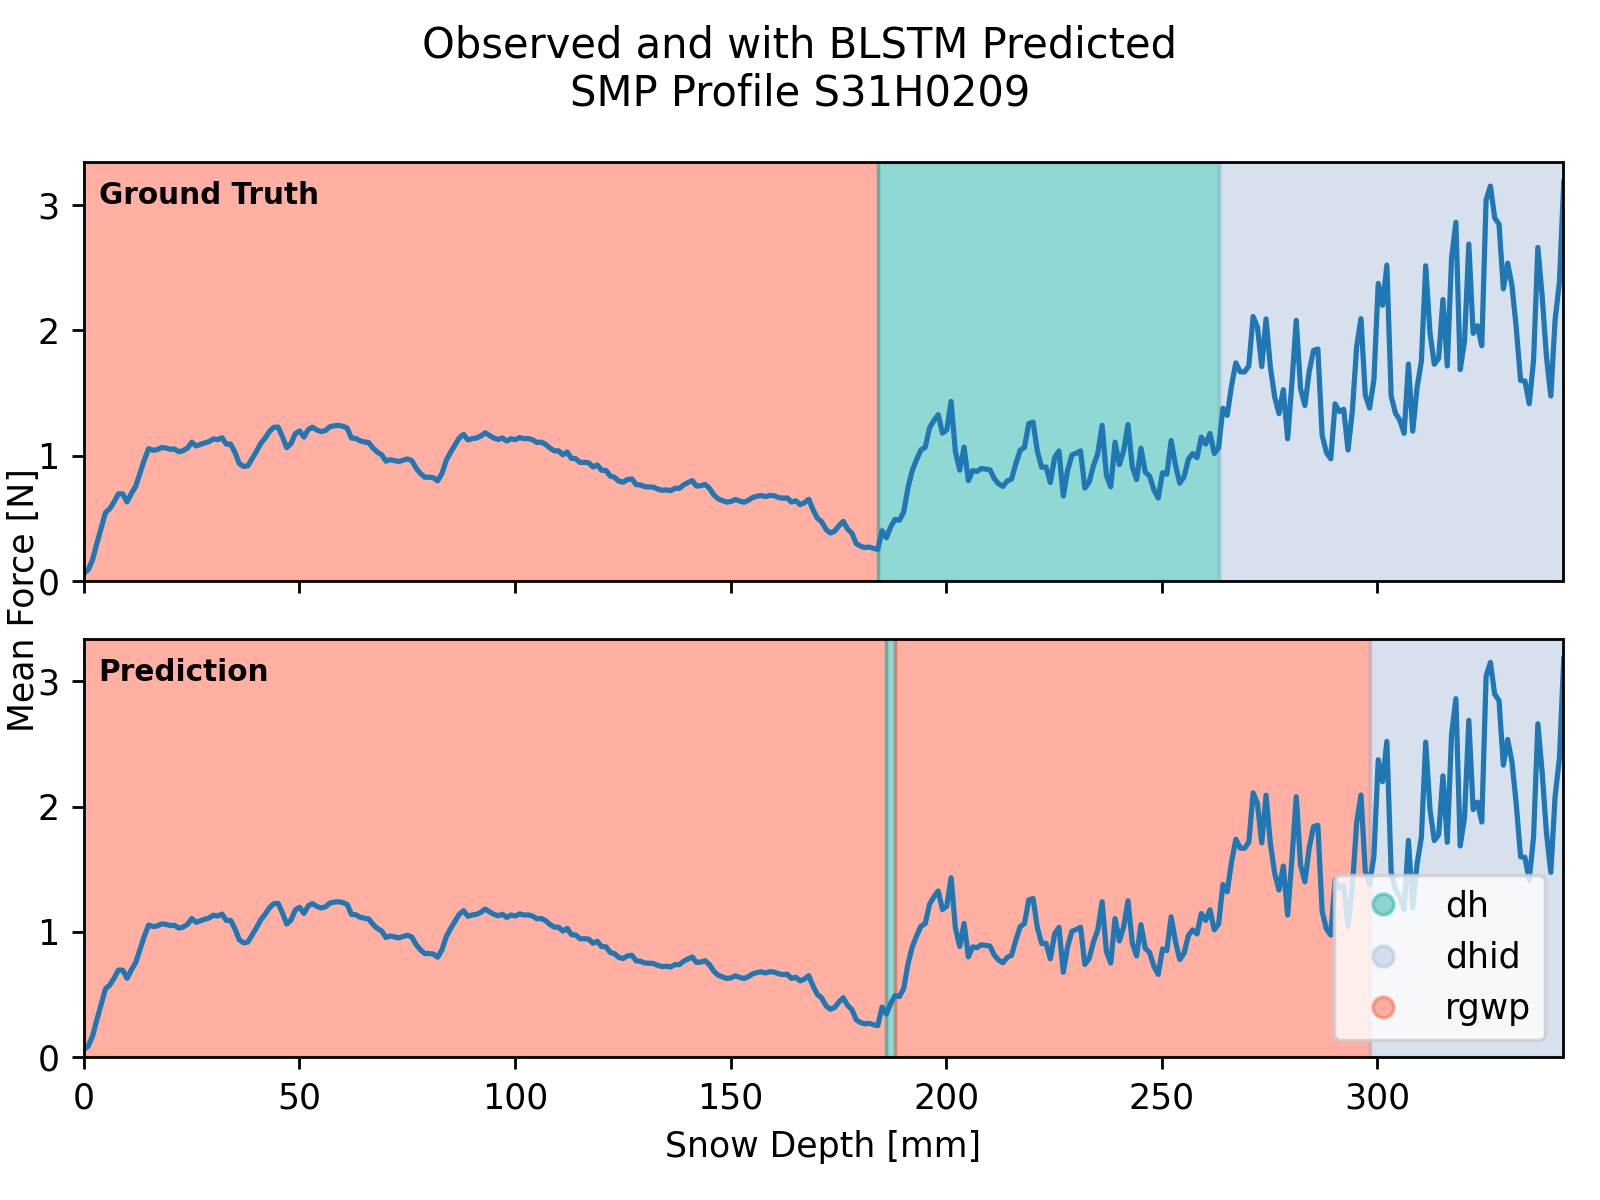 Observed and with BLSTM Predicted
SMP Profile S31H0209
Ground Truth
3
2
1
0
Mean Force [N]
Prediction
3
2
1
0
dh
dhid
rgwp
0 50 100 150 200 250 300
Snow Depth [mm]